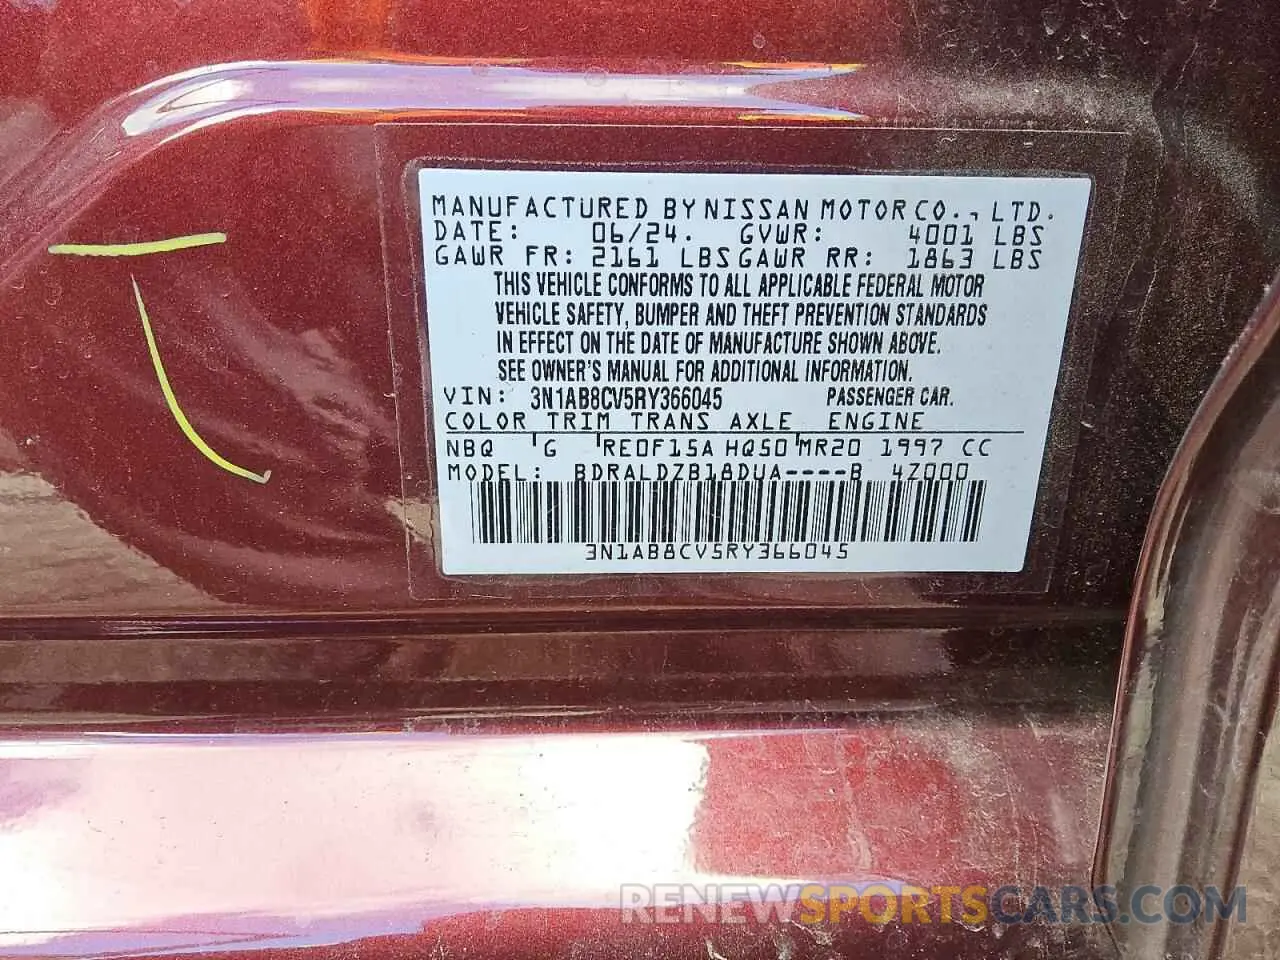 MANUFACTURED BY NISSAN MOTOR CO., LTD.
DATE: 06/24. GVWR: 4001 LBS
GAWR FR: 2161 LBS GAWR RR: 1863 LBS
THIS VEHICLE CONFORMS TO ALL APPLICABLE FEDERAL MOTOR
VEHICLE SAFETY, BUMPER AND THEFT PREVENTION STANDARDS
IN EFFECT ON THE DATE OF MANUFACTURE SHOWN ABOVE.
SEE OWNER'S MANUAL FOR ADDITIONAL INFORMATION.
VIN: 3N1AB8CV5RY366045 PASSENGER CAR.
COLOR TRIM TRANS AXLE ENGINE
NBQ G RE0F15A HQ50 MR20 1997 CC
MODEL: BDRALDZB18DUA----B 4Z000
3N1AB8CV5RY366045
RENEWSPORTSCARS.COM